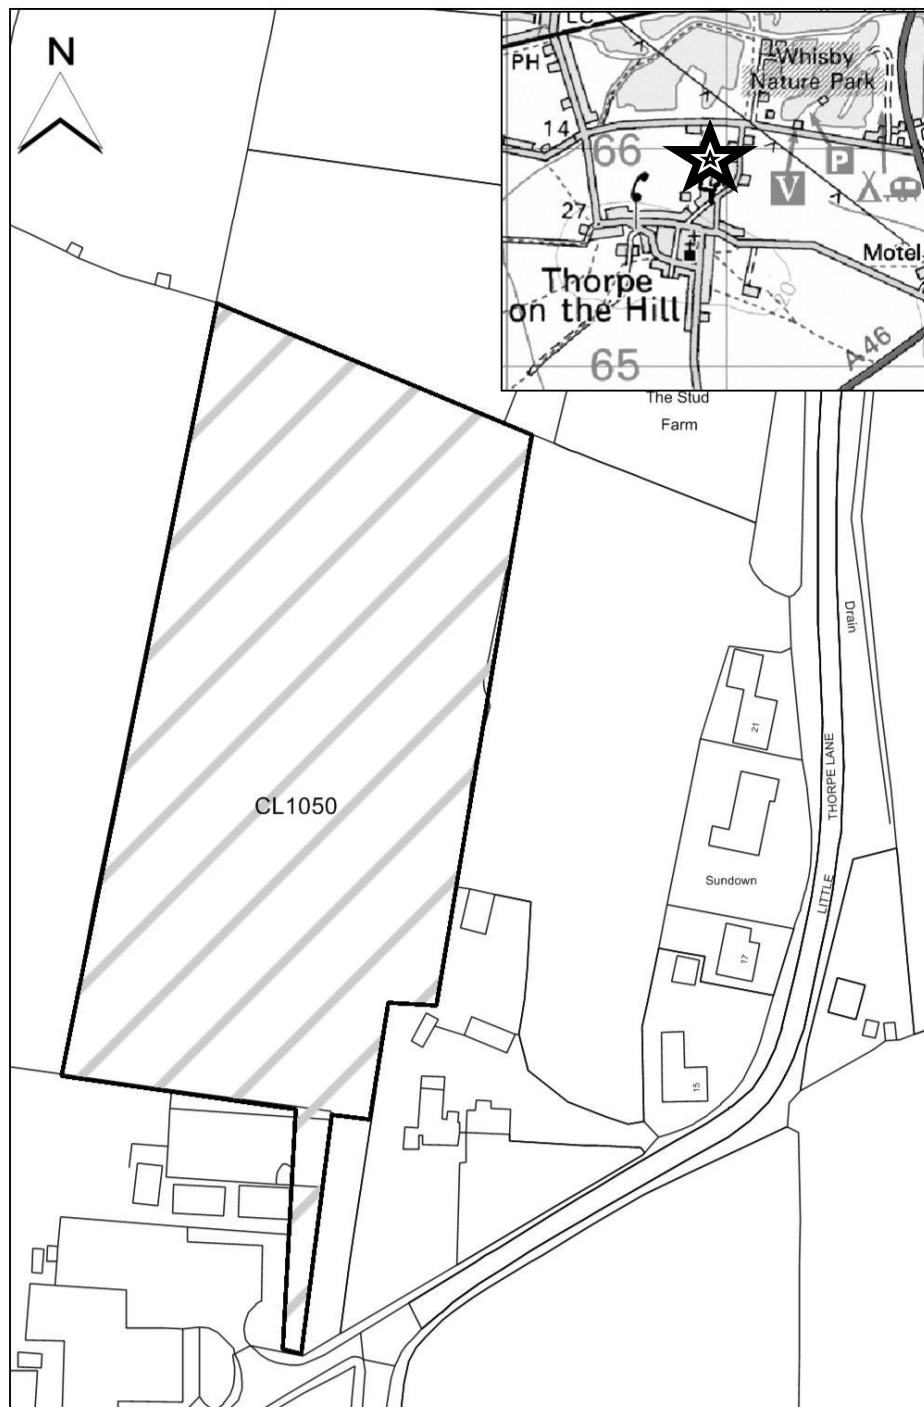 N
LC
PH
Whisby
Nature Park
14
66
P
V
27
Motel
Thorpe
on the Hill
20
A 46
65
The Stud
Farm
Drain
21
THORPE LANE
CL1050
Sundown
LITTLE
17
15